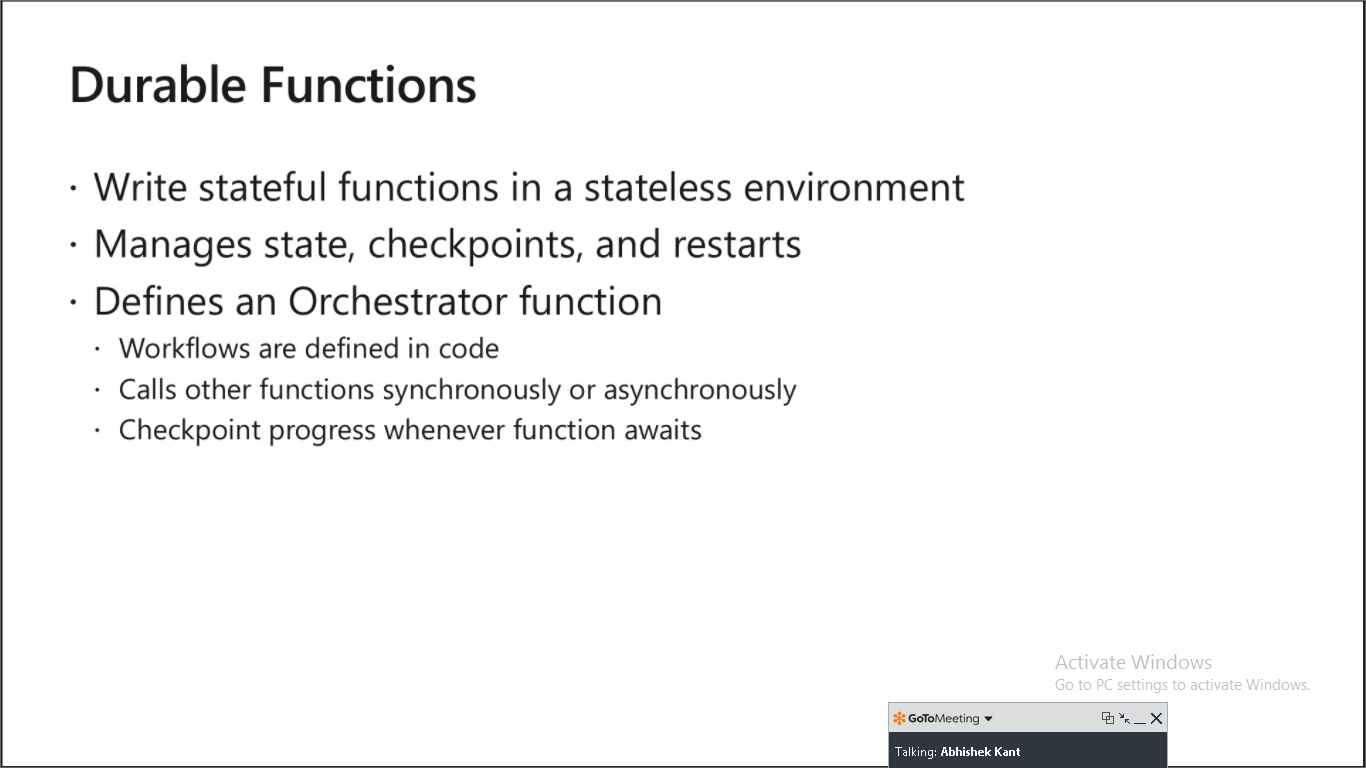 Durable Functions
· Write stateful functions in a stateless environment
· Manages state, checkpoints, and restarts
· Defines an Orchestrator function
· Workflows are defined in code
· Calls other functions synchronously or asynchronously
· Checkpoint progress whenever function awaits
Activate Windows
Go to PC settings to activate Windows.
GoToMeeting
Talking: Abhishek Kant